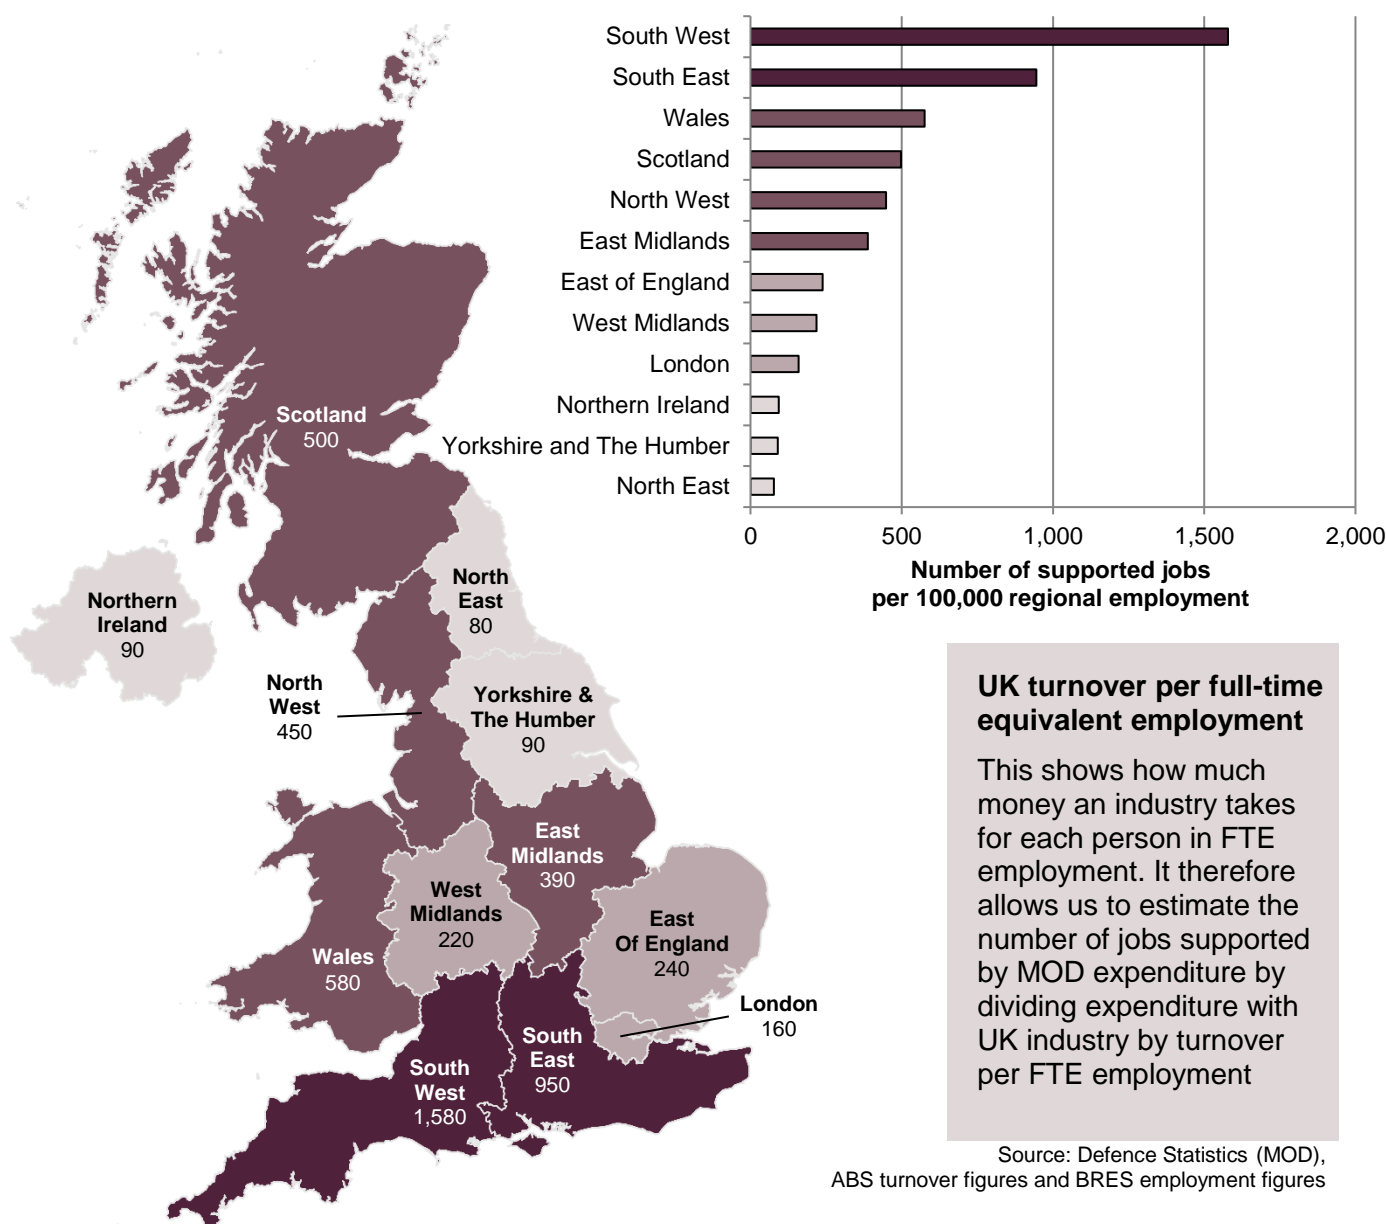 South West
South East
Wales
Scotland
North West
East Midlands
East of England
West Midlands
London
Northern Ireland
Yorkshire and The Humber
North East
0
500
1,000
1,500
2,000
Number of supported jobs
per 100,000 regional employment
Scotland
500
Northern
Ireland
90
North
East
80
North
West
450
Yorkshire &
The Humber
90
East
Midlands
390
West
Midlands
220
East
Of England
240
Wales
580
London
160
South
East
950
South
West
1,580
UK turnover per full-time
equivalent employment
This shows how much
money an industry takes
for each person in FTE
employment. It therefore
allows us to estimate the
number of jobs supported
by MOD expenditure by
dividing expenditure with
UK industry by turnover
per FTE employment
Source: Defence Statistics (MOD),
ABS turnover figures and BRES employment figures